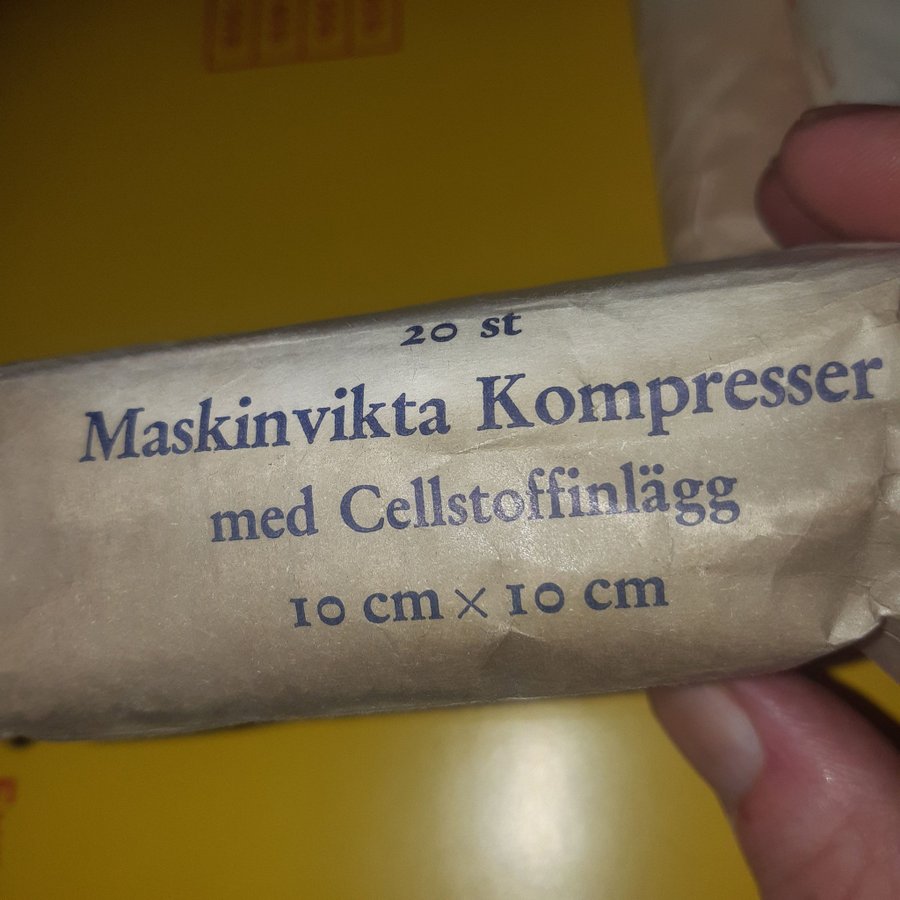 20 st
Maskinvikta Kompresser
med Cellstoffinlägg
10 cm × 10 cm